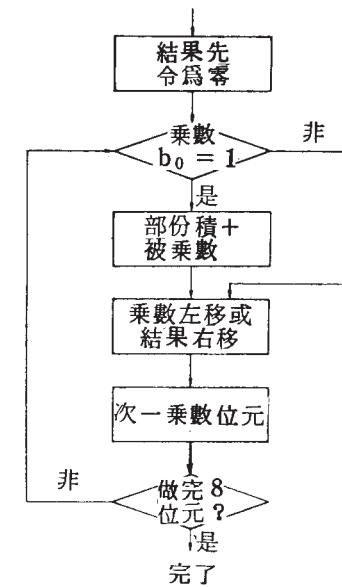 結果先
令爲零
乘數
b₀ = 1
非
是
部份積＋
被乘數
乘數左移或
結果右移
次一乘數位元
非
做完8
位元？
是
完了